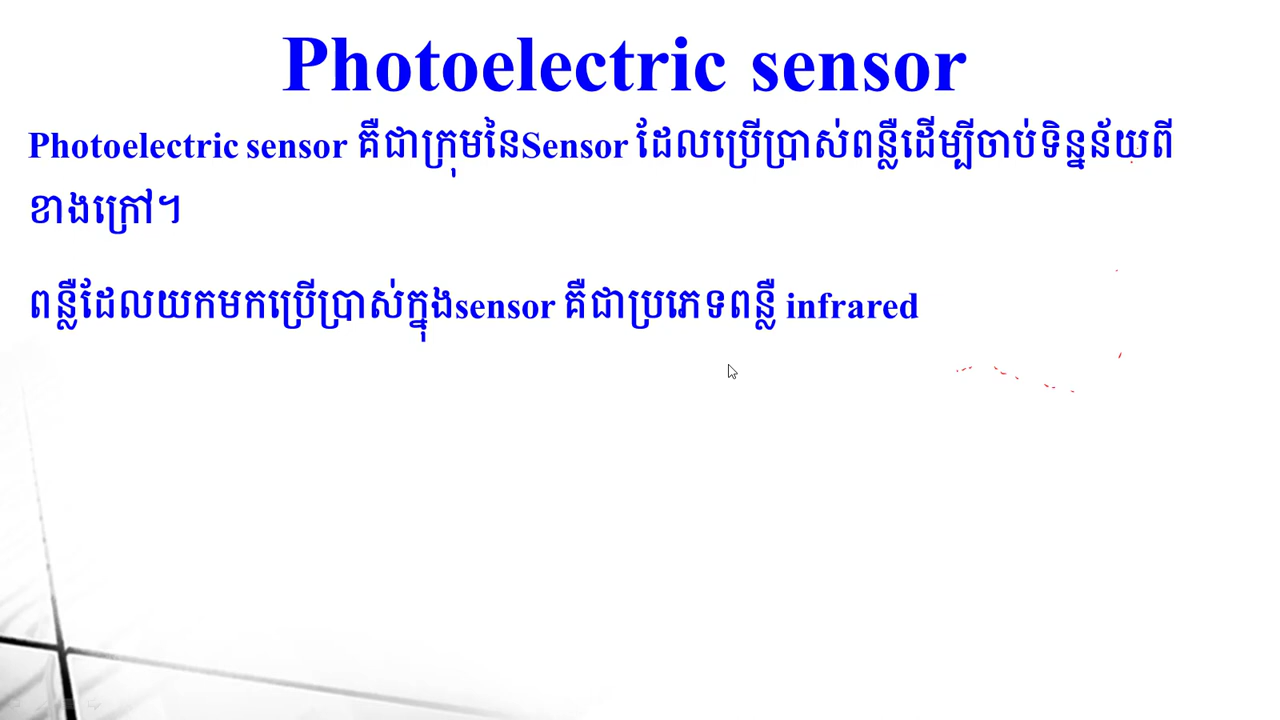 Photoelectric sensor
Photoelectric sensor គឺជាក្រុមនៃSensor ដែលប្រើប្រាស់ពន្លឺដើម្បីចាប់ទិន្នន័យពី
ខាងក្រៅ។
ពន្លឺដែលយកមកប្រើប្រាស់ក្នុងsensor គឺជាប្រភេទពន្លឺ infrared